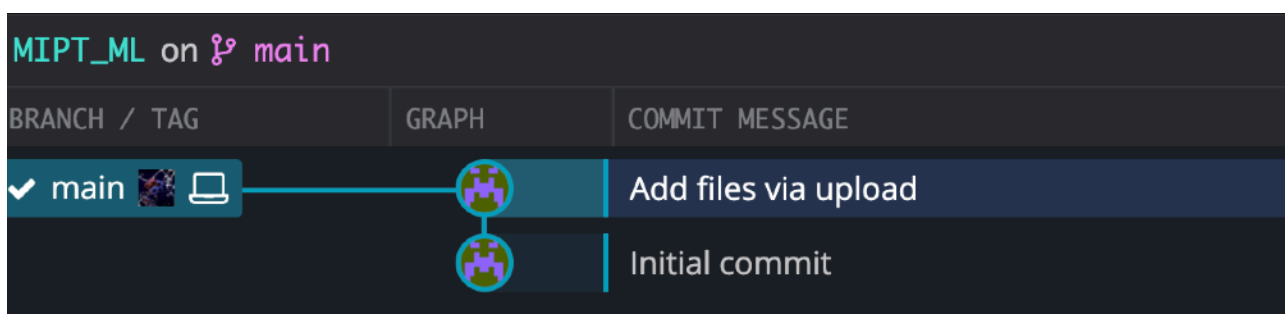 MIPT_ML on main
BRANCH / TAG GRAPH COMMIT MESSAGE
main Add files via upload
Initial commit